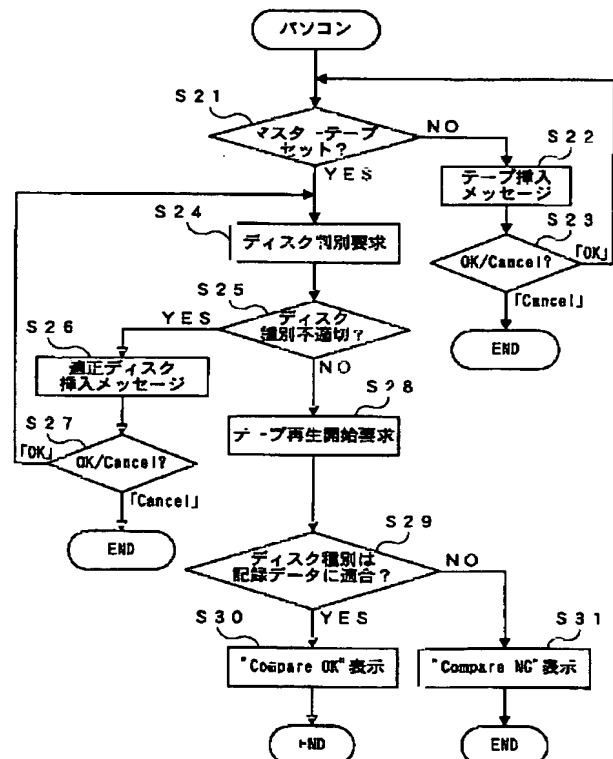 パソコン
S21
マスターテープ
セット?
NO
YES
S22
テープ挿入
メッセージ
S23
OK/Cancel?
「OK」
「Cancel」
END
S24
ディスク判別要求
S25
ディスク
種別不適切?
YES
NO
S26
適正ディスク
挿入メッセージ
S27
OK/Cancel?
「OK」
「Cancel」
END
S28
テープ再生開始要求
S29
ディスク種別は
記録データに適合?
NO
YES
S30
"Compare OK"表示
END
S31
"Compare NG"表示
END